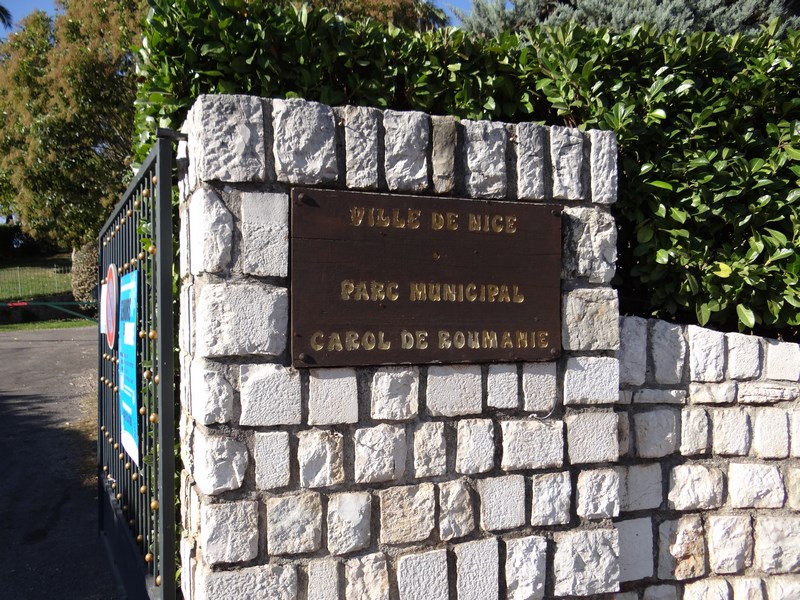 VILLE DE NICE
PARC MUNICIPAL
CAROL DE ROUMANIE